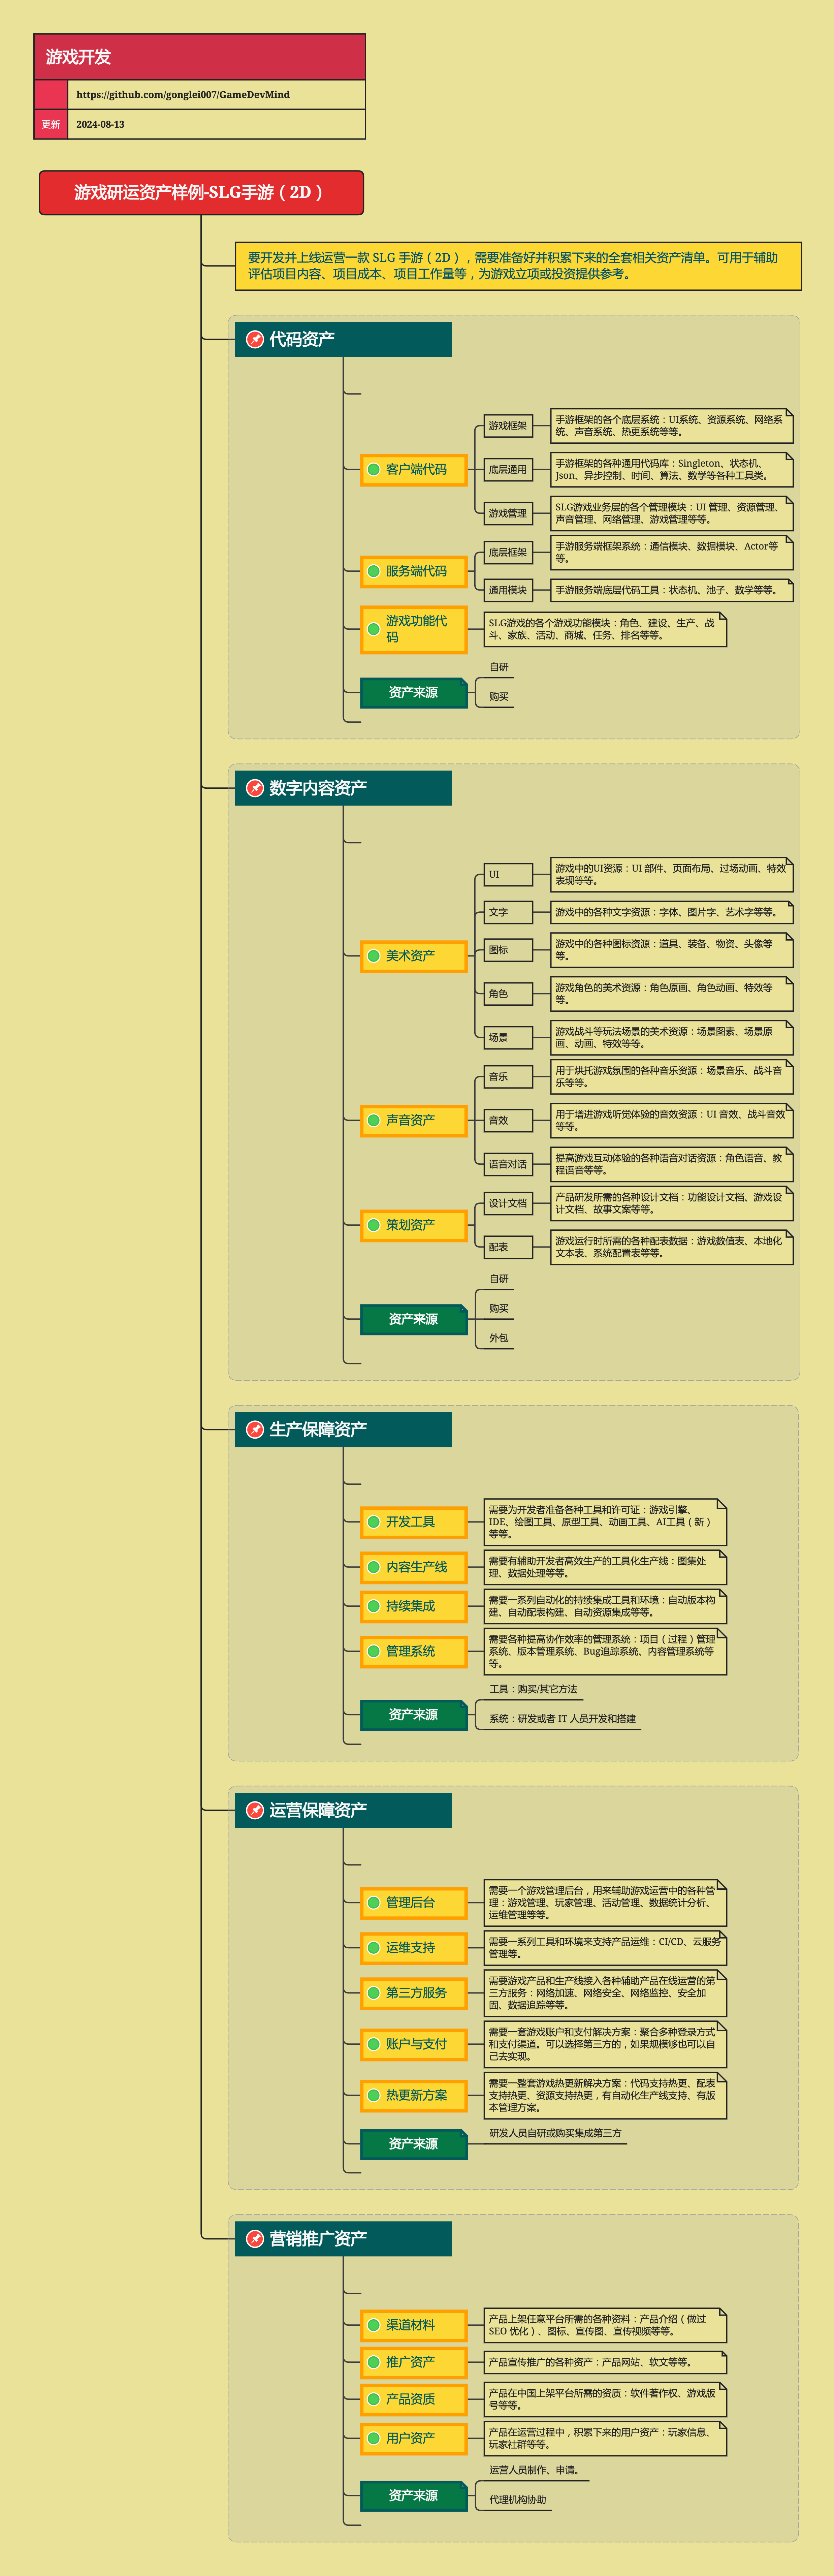 游戏开发
https://github.com/gonglei007/GameDevMind
更新
2024-08-13
游戏研运资产样例-SLG手游（2D）
要开发并上线运营一款 SLG 手游（2D），需要准备好并积累下来的全套相关资产清单。可用于辅助
评估项目内容、项目成本、项目工作量等，为游戏立项或投资提供参考。
代码资产
客户端代码
游戏框架
手游框架的各个底层系统：UI系统、资源系统、网络系
统、声音系统、热更系统等等。
底层通用
手游框架的各种通用代码库：Singleton、状态机、
Json、异步控制、时间、算法、数学等各种工具类。
游戏管理
SLG游戏业务层的各个管理模块：UI 管理、资源管理、
声音管理、网络管理、游戏管理等等。
服务端代码
底层框架
手游服务端框架系统：通信模块、数据模块、Actor等
等。
通用模块
手游服务端底层代码工具：状态机、池子、数学等等。
游戏功能代
码
SLG游戏的各个游戏功能模块：角色、建设、生产、战
斗、家族、活动、商城、任务、排名等等。
资产来源
自研
购买
数字内容资产
美术资产
UI
游戏中的UI资源：UI 部件、页面布局、过场动画、特效
表现等等。
文字
游戏中的各种文字资源：字体、图片字、艺术字等等。
图标
游戏中的各种图标资源：道具、装备、物资、头像等
等。
角色
游戏角色的美术资源：角色原画、角色动画、特效等
等。
场景
游戏战斗等玩法场景的美术资源：场景图素、场景原
画、动画、特效等等。
声音资产
音乐
用于烘托游戏氛围的各种音乐资源：场景音乐、战斗音
乐等等。
音效
用于增进游戏听觉体验的音效资源：UI 音效、战斗音效
等等。
语音对话
提高游戏互动体验的各种语音对话资源：角色语音、教
程语音等等。
策划资产
设计文档
产品研发所需的各种设计文档：功能设计文档、游戏设
计文档、故事文案等等。
配表
游戏运行时所需的各种配表数据：游戏数值表、本地化
文本表、系统配置表等等。
资产来源
自研
购买
外包
生产保障资产
开发工具
需要为开发者准备各种工具和许可证：游戏引擎、
IDE、绘图工具、原型工具、动画工具、AI工具（新）
等等。
内容生产线
需要有辅助开发者高效生产的工具化生产线：图集处
理、数据处理等等。
持续集成
需要一系列自动化的持续集成工具和环境：自动版本构
建、自动配表构建、自动资源集成等等。
管理系统
需要各种提高协作效率的管理系统：项目（过程）管理
系统、版本管理系统、Bug追踪系统、内容管理系统等
等。
资产来源
工具：购买/其它方法
系统：研发或者 IT 人员开发和搭建
运营保障资产
管理后台
需要一个游戏管理后台，用来辅助游戏运营中的各种管
理：游戏管理、玩家管理、活动管理、数据统计分析、
运维管理等等。
运维支持
需要一系列工具和环境来支持产品运维：CI/CD、云服务
管理等。
第三方服务
需要游戏产品和生产线接入各种辅助产品在线运营的第
三方服务：网络加速、网络安全、网络监控、安全加
固、数据追踪等等。
账户与支付
需要一套游戏账户和支付解决方案：聚合多种登录方式
和支付渠道。可以选择第三方的，如果规模够也可以自
己去实现。
热更新方案
需要一整套游戏热更新解决方案：代码支持热更、配表
支持热更、资源支持热更，有自动化生产线支持、有版
本管理方案。
资产来源
研发人员自研或购买集成第三方
营销推广资产
渠道材料
产品上架任意平台所需的各种资料：产品介绍（做过
SEO 优化）、图标、宣传图、宣传视频等等。
推广资产
产品宣传推广的各种资产：产品网站、软文等等。
产品资质
产品在中国上架平台所需的资质：软件著作权、游戏版
号等等。
用户资产
产品在运营过程中，积累下来的用户资产：玩家信息、
玩家社群等等。
资产来源
运营人员制作、申请。
代理机构协助